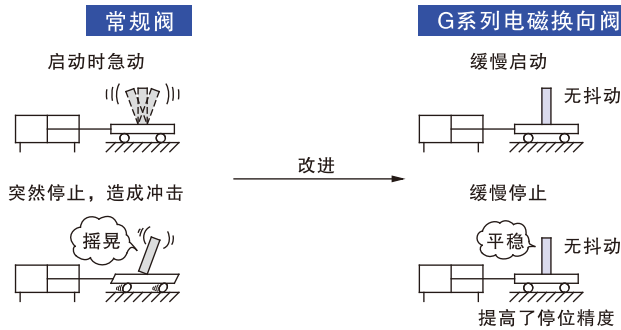 常规阀
G系列电磁换向阀
启动时急动
缓慢启动
无抖动
改进
突然停止，造成冲击
缓慢停止
摇晃
平稳
无抖动
提高了停位精度